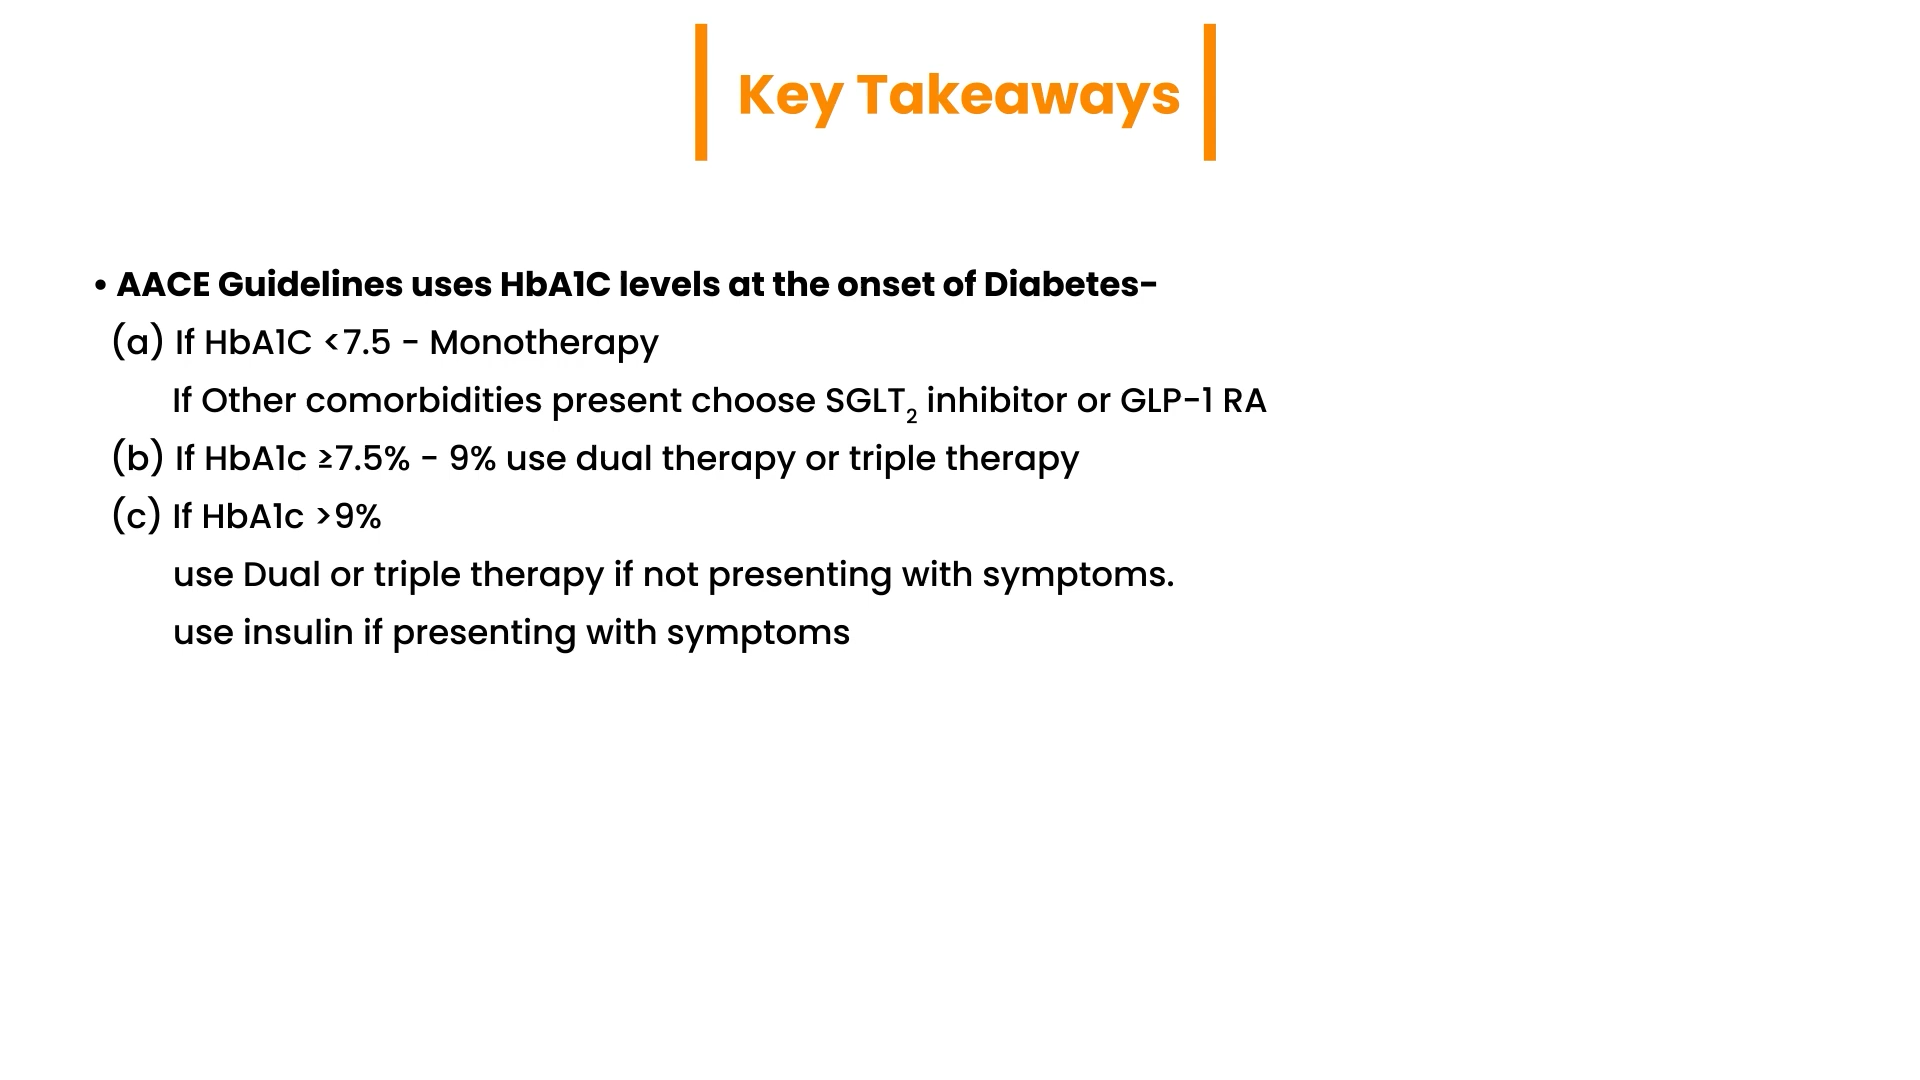 Key Takeaways
• AACE Guidelines uses HbA1C levels at the onset of Diabetes-
(a) If HbA1C <7.5 - Monotherapy
If Other comorbidities present choose SGLT₂ inhibitor or GLP-1 RA
(b) If HbA1c ≥7.5% - 9% use dual therapy or triple therapy
(c) If HbA1c >9%
use Dual or triple therapy if not presenting with symptoms.
use insulin if presenting with symptoms